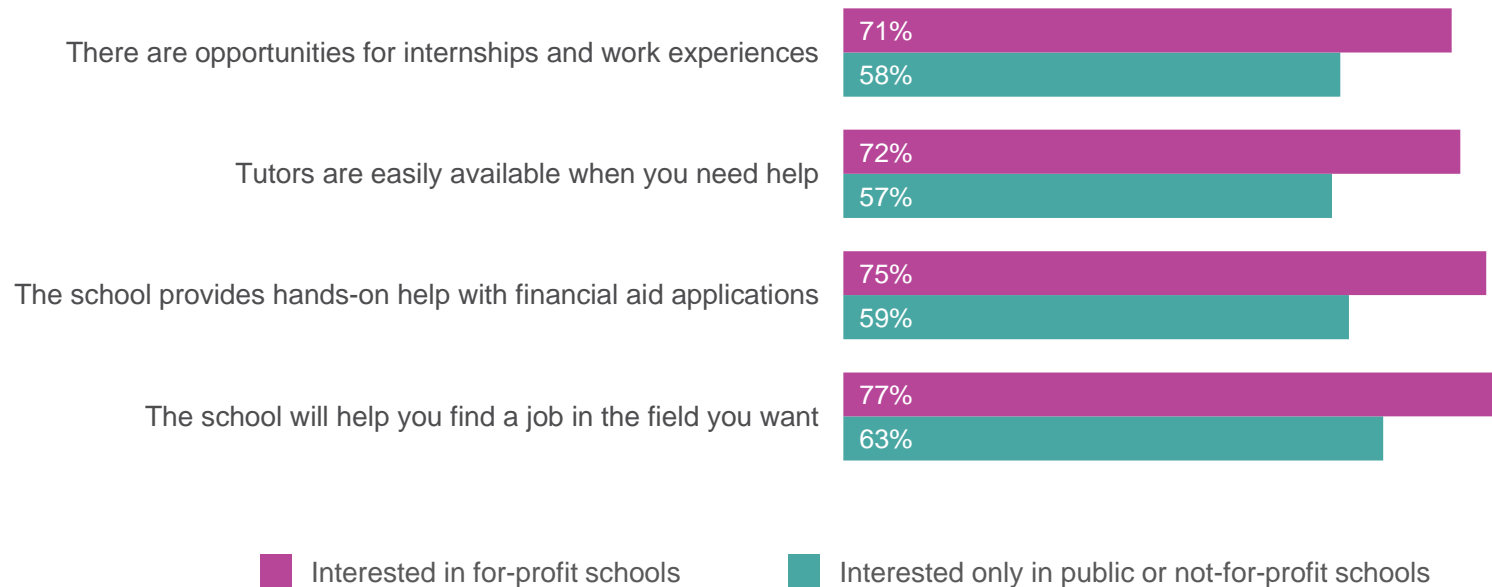 There are opportunities for internships and work experiences
71%
58%
Tutors are easily available when you need help
72%
57%
The school provides hands-on help with financial aid applications
75%
59%
The school will help you find a job in the field you want
77%
63%
Interested in for-profit schools
Interested only in public or not-for-profit schools